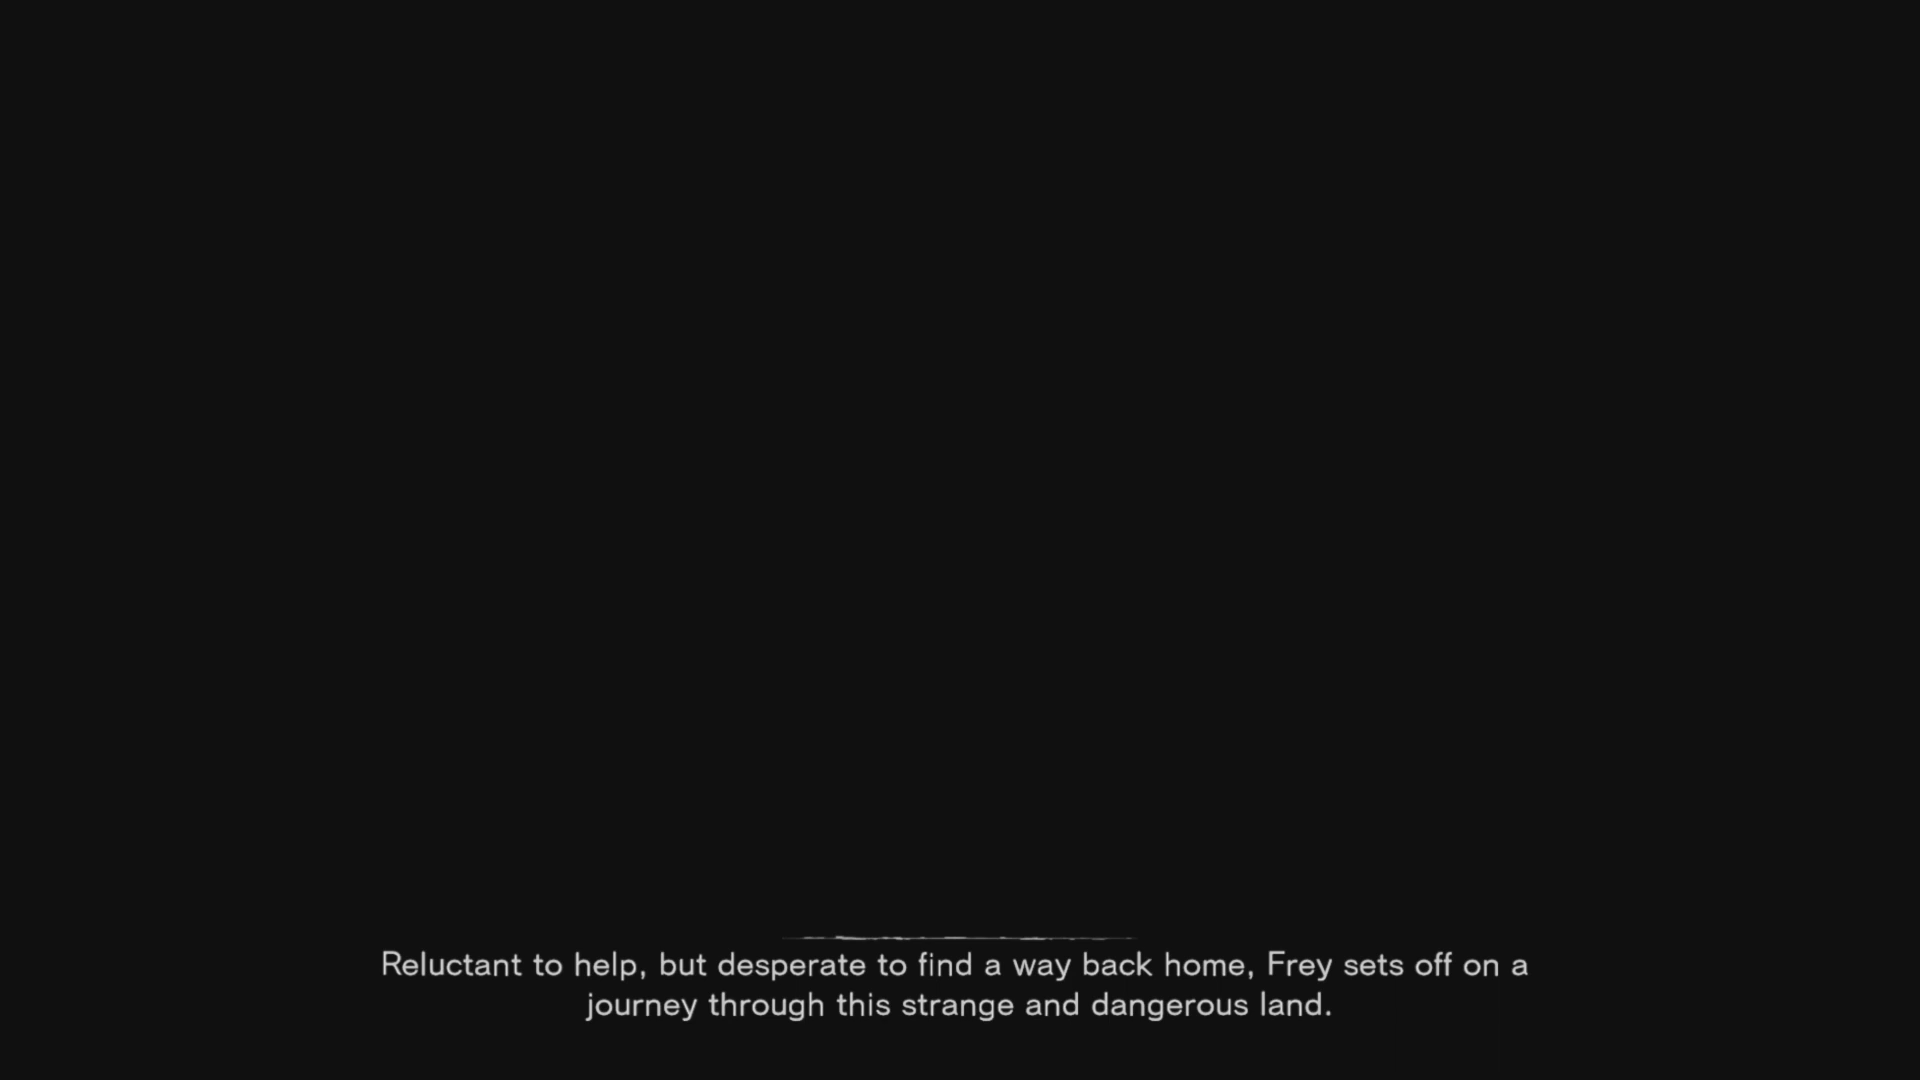 Reluctant to help, but desperate to find a way back home, Frey sets off on a
journey through this strange and dangerous land.